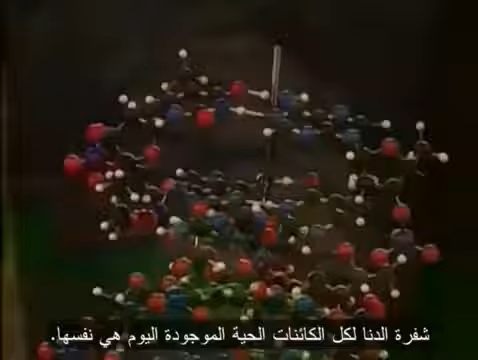 شفرة الدنا لكل الكائنات الحية الموجودة اليوم هي نفسها.